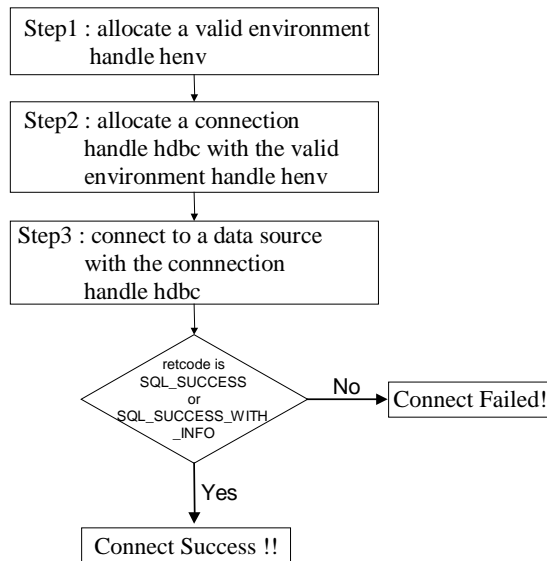 Step1 : allocate a valid environment
handle henv
Step2 : allocate a connection
handle hdbc with the valid
environment handle henv
Step3 : connect to a data source
with the connnection
handle hdbc
retcode is
SQL_SUCCESS
or
SQL_SUCCESS_WITH
_INFO
No
Connect Failed!
Yes
Connect Success !!